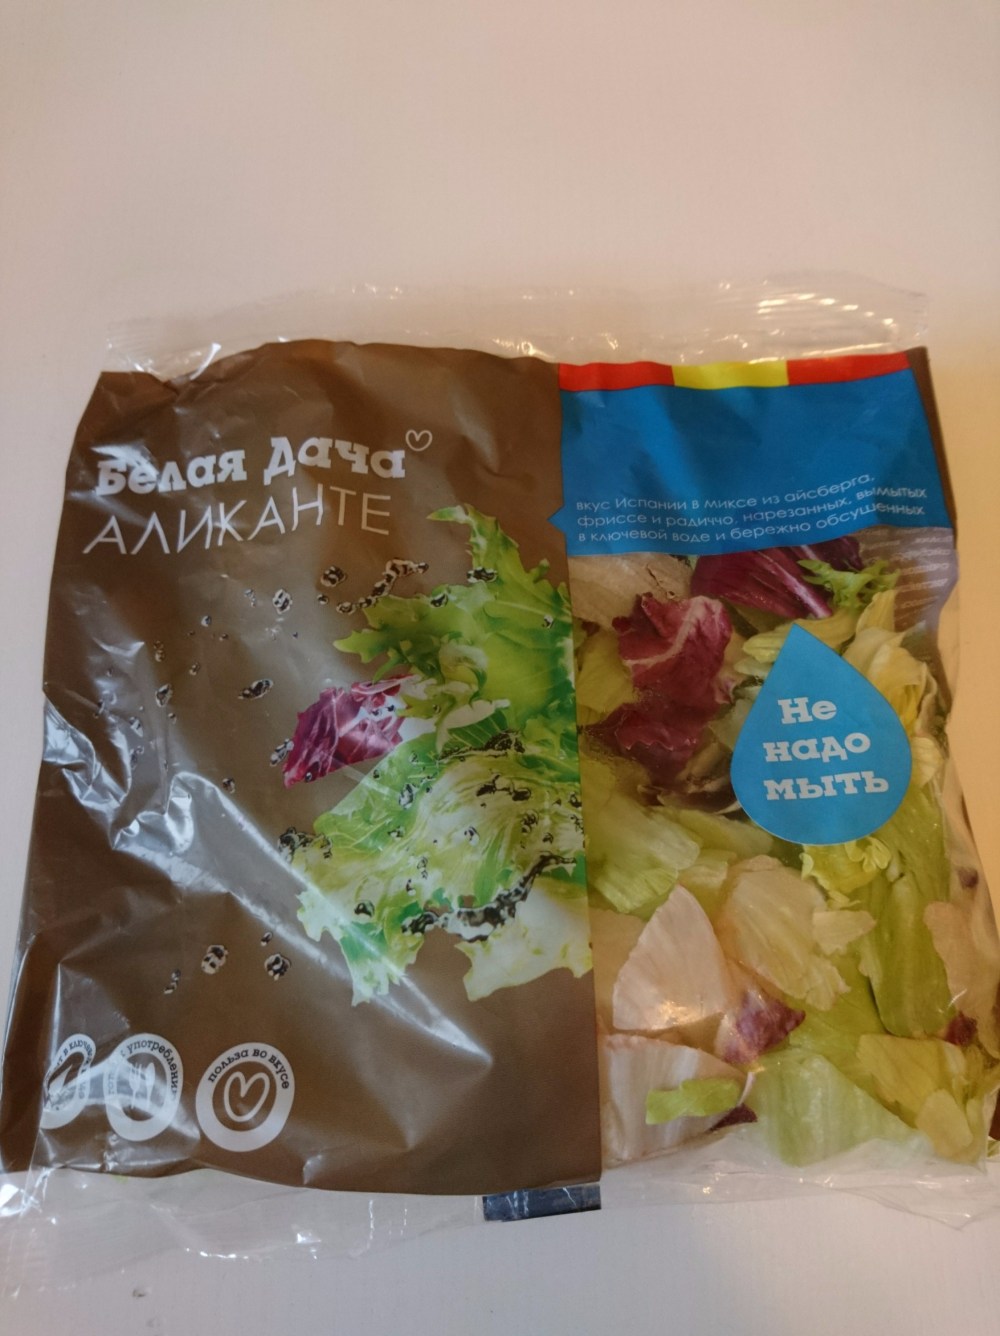 Белая Дача
АЛИКАНТЕ
вкус Испании в миксе из айсберга,
фриссе и радиччо, нарезанных, вымытых
в ключевой воде и бережно обсушенных
Не
надо
мыть
употреблению
польза во вкусе